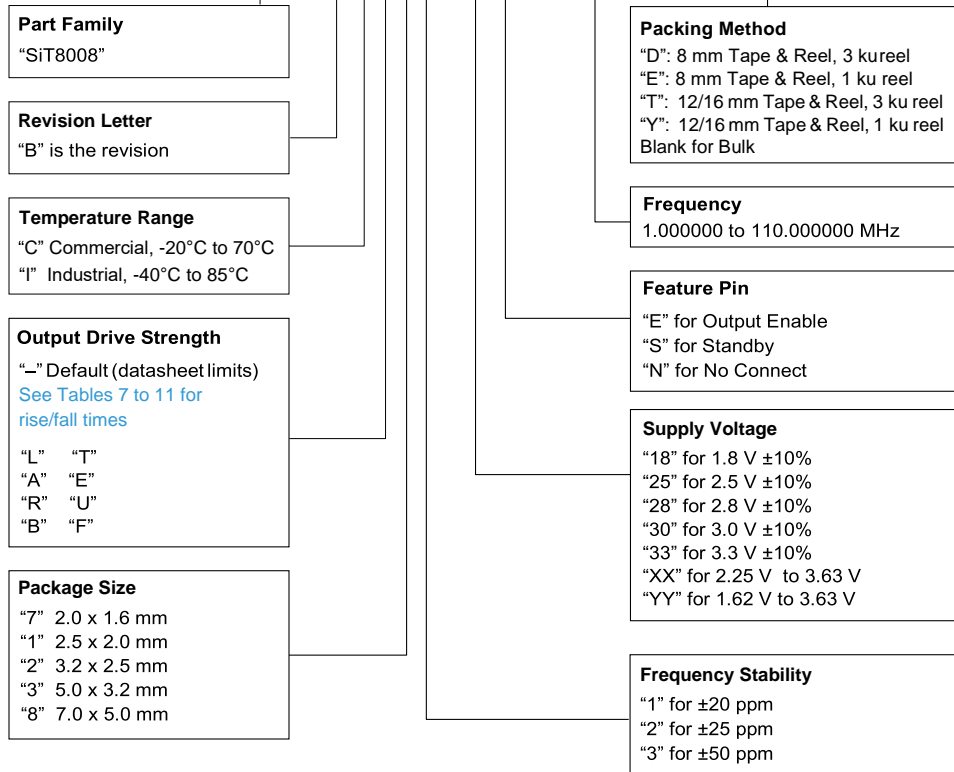 Part Family
“SiT8008”
Revision Letter
“B” is the revision
Temperature Range
“C” Commercial, -20°C to 70°C
“I” Industrial, -40°C to 85°C
Output Drive Strength
“–” Default (datasheet limits)
See Tables 7 to 11 for
rise/fall times
“L” “T”
“A” “E”
“R” “U”
“B” “F”
Package Size
“7” 2.0 x 1.6 mm
“1” 2.5 x 2.0 mm
“2” 3.2 x 2.5 mm
“3” 5.0 x 3.2 mm
“8” 7.0 x 5.0 mm
Packing Method
“D”: 8 mm Tape & Reel, 3 ku reel
“E”: 8 mm Tape & Reel, 1 ku reel
“T”: 12/16 mm Tape & Reel, 3 ku reel
“Y”: 12/16 mm Tape & Reel, 1 ku reel
Blank for Bulk
Frequency
1.000000 to 110.000000 MHz
Feature Pin
“E” for Output Enable
“S” for Standby
“N” for No Connect
Supply Voltage
“18” for 1.8 V ±10%
“25” for 2.5 V ±10%
“28” for 2.8 V ±10%
“30” for 3.0 V ±10%
“33” for 3.3 V ±10%
“XX” for 2.25 V to 3.63 V
“YY” for 1.62 V to 3.63 V
Frequency Stability
“1” for ±20 ppm
“2” for ±25 ppm
“3” for ±50 ppm